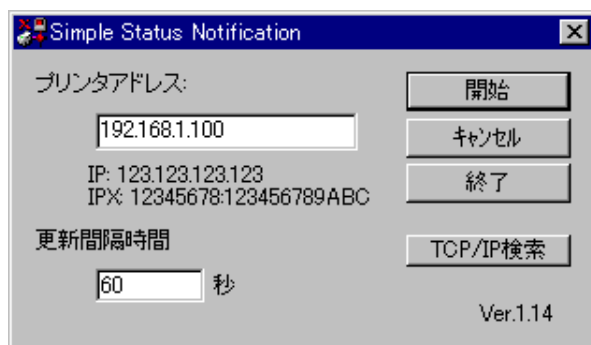 Simple Status Notification
プリンタアドレス:
192.168.1.100
IP: 123.123.123.123
IPX: 12345678:123456789ABC
更新間隔時間
60 秒
開始
キャンセル
終了
TCP/IP検索
Ver.1.14